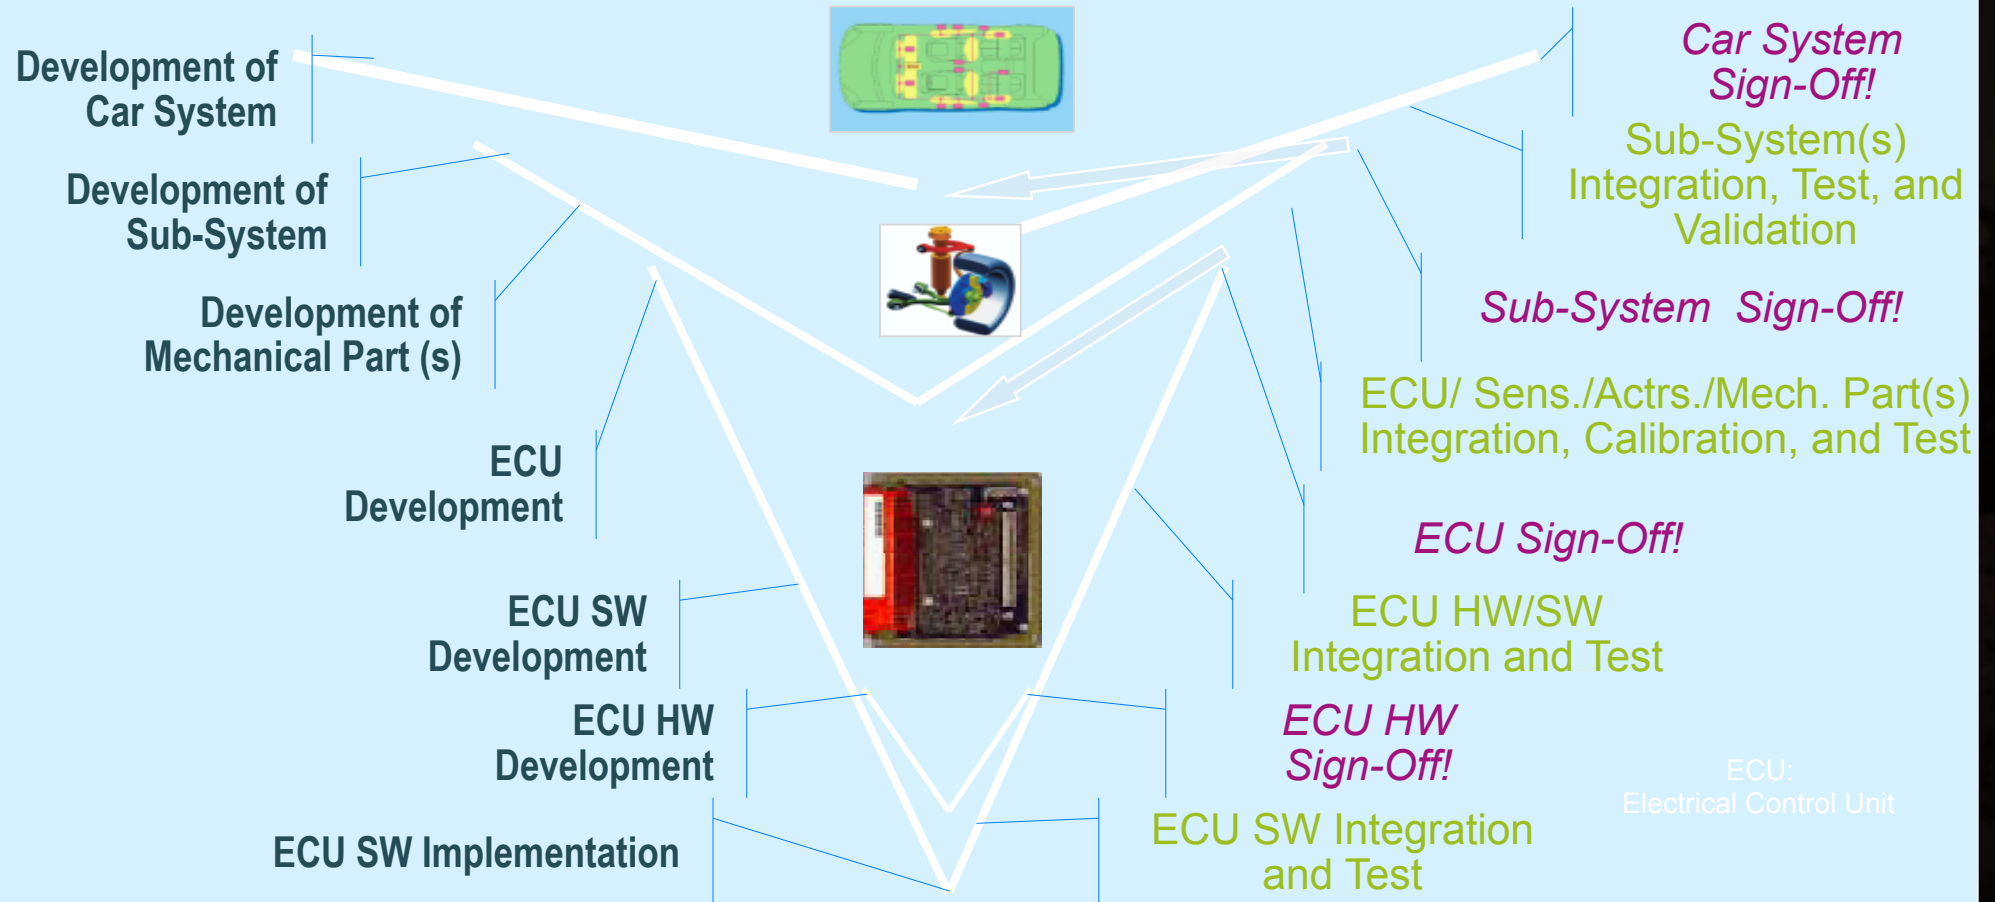 Development of
Car System
Development of
Sub-System
Development of
Mechanical Part (s)
ECU
Development
ECU SW
Development
ECU HW
Development
ECU SW Implementation
Car System
Sign-Off!
Sub-System(s)
Integration, Test, and
Validation
Sub-System  Sign-Off!
ECU/ Sens./Actrs./Mech. Part(s)
Integration, Calibration, and Test
ECU Sign-Off!
ECU HW/SW
Integration and Test
ECU HW
Sign-Off!
ECU SW Integration
and Test
ECU:
Electrical Control Unit